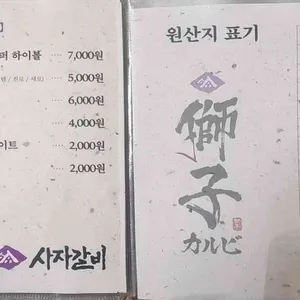 머 하이볼 ···· 7,000원
5,000원
6,000원
···· 4,000원
이트 ···· 2,000원
2,000원
사자갈비
원산지 표기
獅子
カルビ